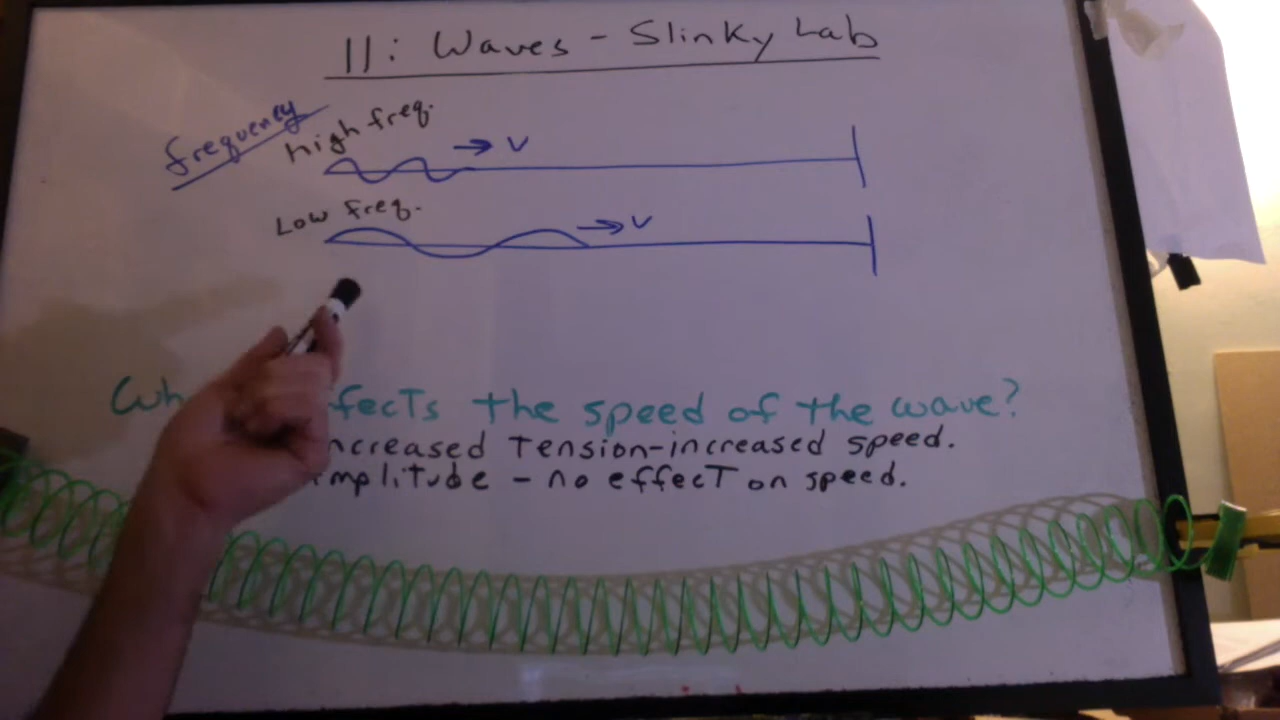 11: Waves - Slinky Lab
frequency
high freq.
→ v
Low freq.
→ v
fects the speed of the wave?
ncreased Tension-increased speed.
mplitude - no effect on speed.